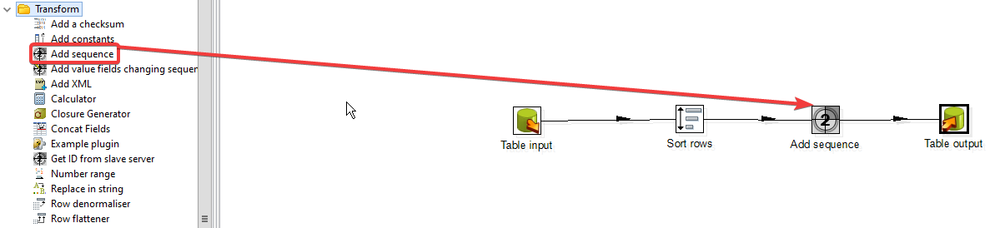 Transform
Add a checksum
Add constants
Add sequence
Add value fields changing sequen
Add XML
Calculator
Closure Generator
Concat Fields
Example plugin
Get ID from slave server
Number range
Replace in string
Row denormaliser
Row flattener
2
Table input
Sort rows
Add sequence
Table output